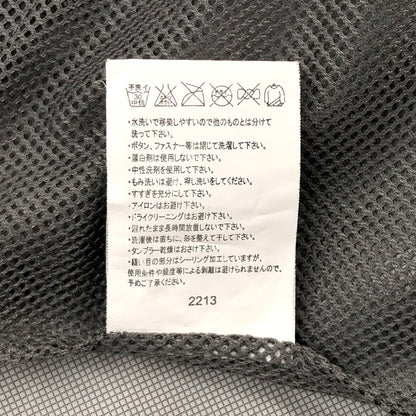 手洗イ
30
中性
・水洗いで移染しやすいので他のものとは分けて
洗って下さい。
・ボタン、ファスナー等は閉じて洗濯して下さい。
・蛍白剤は使用しないで下さい。
・中性洗剤を使用して下さい。
・もみ洗いは避け、押し洗いをしてください。
・すすぎを充分にして下さい。
・アイロンはお避け下さい。
・ドライクリーニングはお避け下さい。
・濡れたまま長時間放置しないで下さい。
・洗濯後は直ちに、形を整えて干して下さい。
・タンブラー乾燥はおさけ下さい。
・縫い目の部分はシーリング加工していますが、
使用条件や経度等による剥離は避けられませんので、
予めご了承ください。
2213